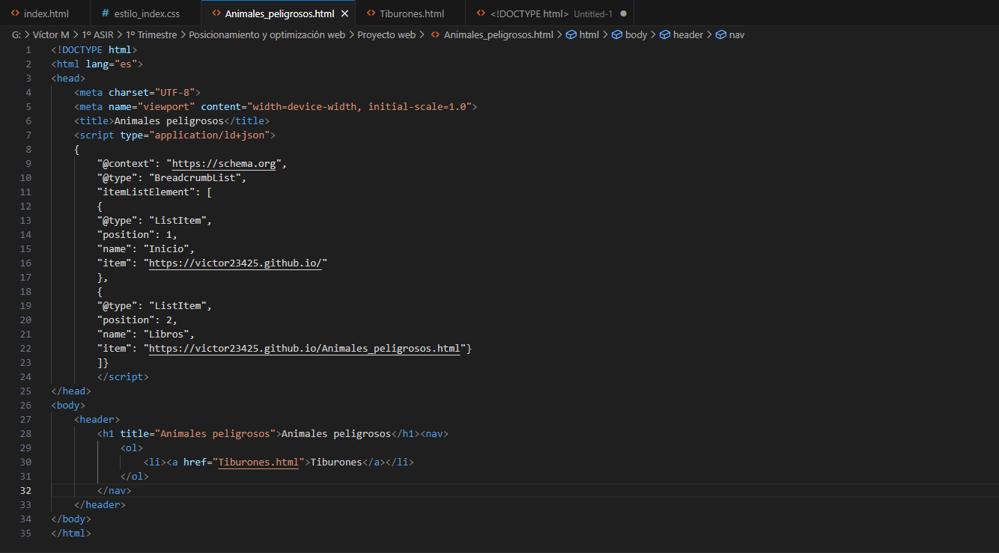 index.html # estilo_index.css Animales_peligrosos.html Tiburones.html <!DOCTYPE html> Untitled-1
G: > Víctor M > 1º ASIR > 1º Trimestre > Posicionamiento y optimización web > Proyecto web > Animales_peligrosos.html > html > body > header > nav
1 <!DOCTYPE html>
2 <html lang="es">
3 <head>
4 <meta charset="UTF-8">
5 <meta name="viewport" content="width=device-width, initial-scale=1.0">
6 <title>Animales peligrosos</title>
7 <script type="application/ld+json">
8 {
9 "@context": "https://schema.org",
10 "@type": "BreadcrumbList",
11 "itemListElement": [
12 {
13 "@type": "ListItem",
14 "position": 1,
15 "name": "Inicio",
16 "item": "https://victor23425.github.io/"
17 },
18 {
19 "@type": "ListItem",
20 "position": 2,
21 "name": "Libros",
22 "item": "https://victor23425.github.io/Animales_peligrosos.html"}
23 ]}
24 </script>
25 </head>
26 <body>
27 <header>
28 <h1 title="Animales peligrosos">Animales peligrosos</h1><nav>
29 <ol>
30 <li><a href="Tiburones.html">Tiburones</a></li>
31 </ol>
32 </nav>
33 </header>
34 </body>
35 </html>